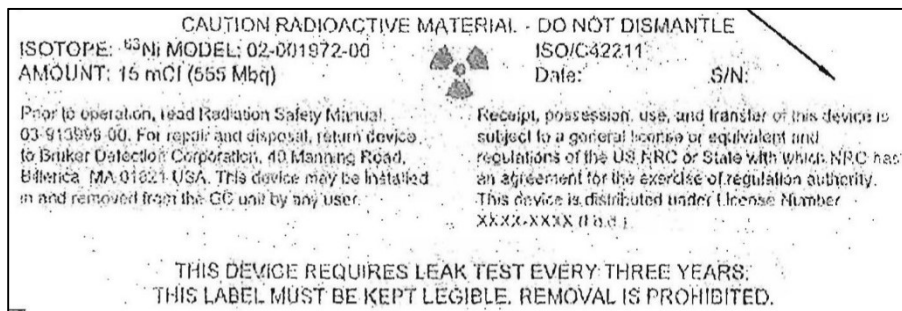 CAUTION RADIOACTIVE MATERIAL - DO NOT DISMANTLE
ISOTOPE: ⁶³Ni MODEL: 02-001972-00
AMOUNT: 15 mCi (555 Mbq)
ISO/C42211
Date: S/N:
Prior to operation, read Radiation Safety Manual
03-913999-00. For repair and disposal, return device
to Bruker Detection Corporation, 40 Manning Road,
Billerica, MA 01821 USA. This device may be installed
in and removed from the GC unit by any user.
Receipt, possession, use, and transfer of this device is
subject to a general license or equivalent and
regulations of the US NRC or State with which NRC has
an agreement for the exercise of regulation authority.
This device is distributed under License Number
XXXX-XXXX (t.b.d.)
THIS DEVICE REQUIRES LEAK TEST EVERY THREE YEARS.
THIS LABEL MUST BE KEPT LEGIBLE. REMOVAL IS PROHIBITED.